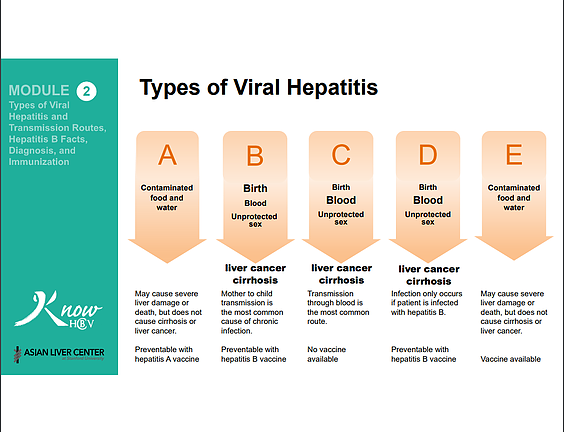 MODULE 2
Types of Viral
Hepatitis and
Transmission Routes,
Hepatitis B Facts,
Diagnosis, and
Immunization
Know
HBV
ASIAN LIVER CENTER
at Stanford University
Types of Viral Hepatitis
A
Contaminated
food and
water
May cause severe
liver damage or
death, but does not
cause cirrhosis or
liver cancer.
Preventable with
hepatitis A vaccine
B
Birth
Blood
Unprotected
sex
liver cancer
cirrhosis
Mother to child
transmission is
the most common
cause of chronic
infection.
Preventable with
hepatitis B vaccine
C
Birth
Blood
Unprotected
sex
liver cancer
cirrhosis
Transmission
through blood is
the most common
route.
No vaccine
available
D
Birth
Blood
Unprotected
sex
liver cancer
cirrhosis
Infection only occurs
if patient is infected
with hepatitis B.
Preventable with
hepatitis B vaccine
E
Contaminated
food and
water
May cause severe
liver damage or
death, but does not
cause cirrhosis or
liver cancer.
Vaccine available